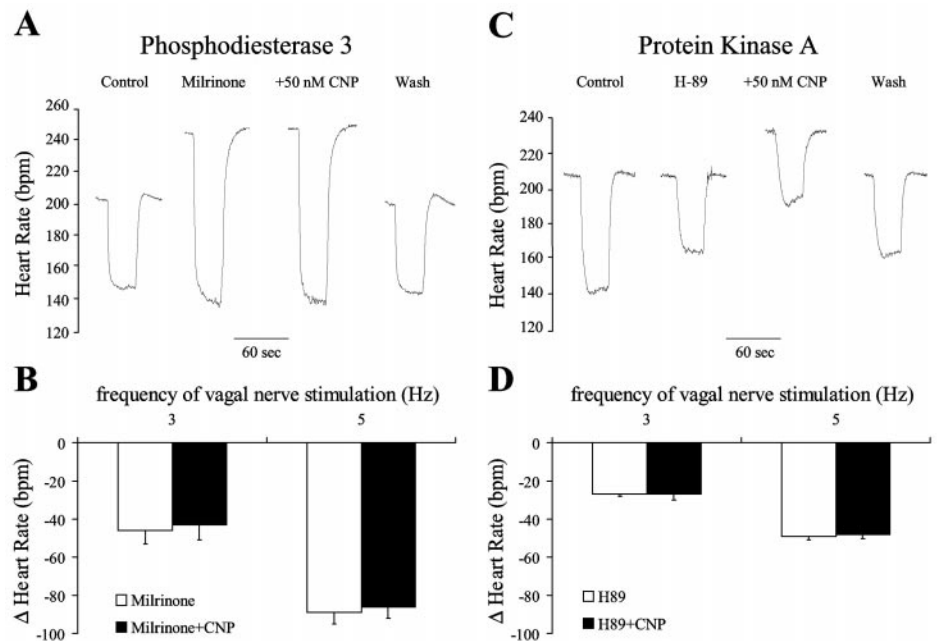 A
Phosphodiesterase 3
Control Milrinone +50 nM CNP Wash
260
240
220
200
180
160
140
120
Heart Rate (bpm)
60 sec
C
Protein Kinase A
Control H-89 +50 nM CNP Wash
240
220
200
180
160
140
120
Heart Rate (bpm)
60 sec
B
frequency of vagal nerve stimulation (Hz)
3 5
0
-20
-40
-60
-80
-100
Δ Heart Rate (bpm)
Milrinone
Milrinone+CNP
D
frequency of vagal nerve stimulation (Hz)
3 5
0
-20
-40
-60
-80
-100
Δ Heart Rate (bpm)
H89
H89+CNP